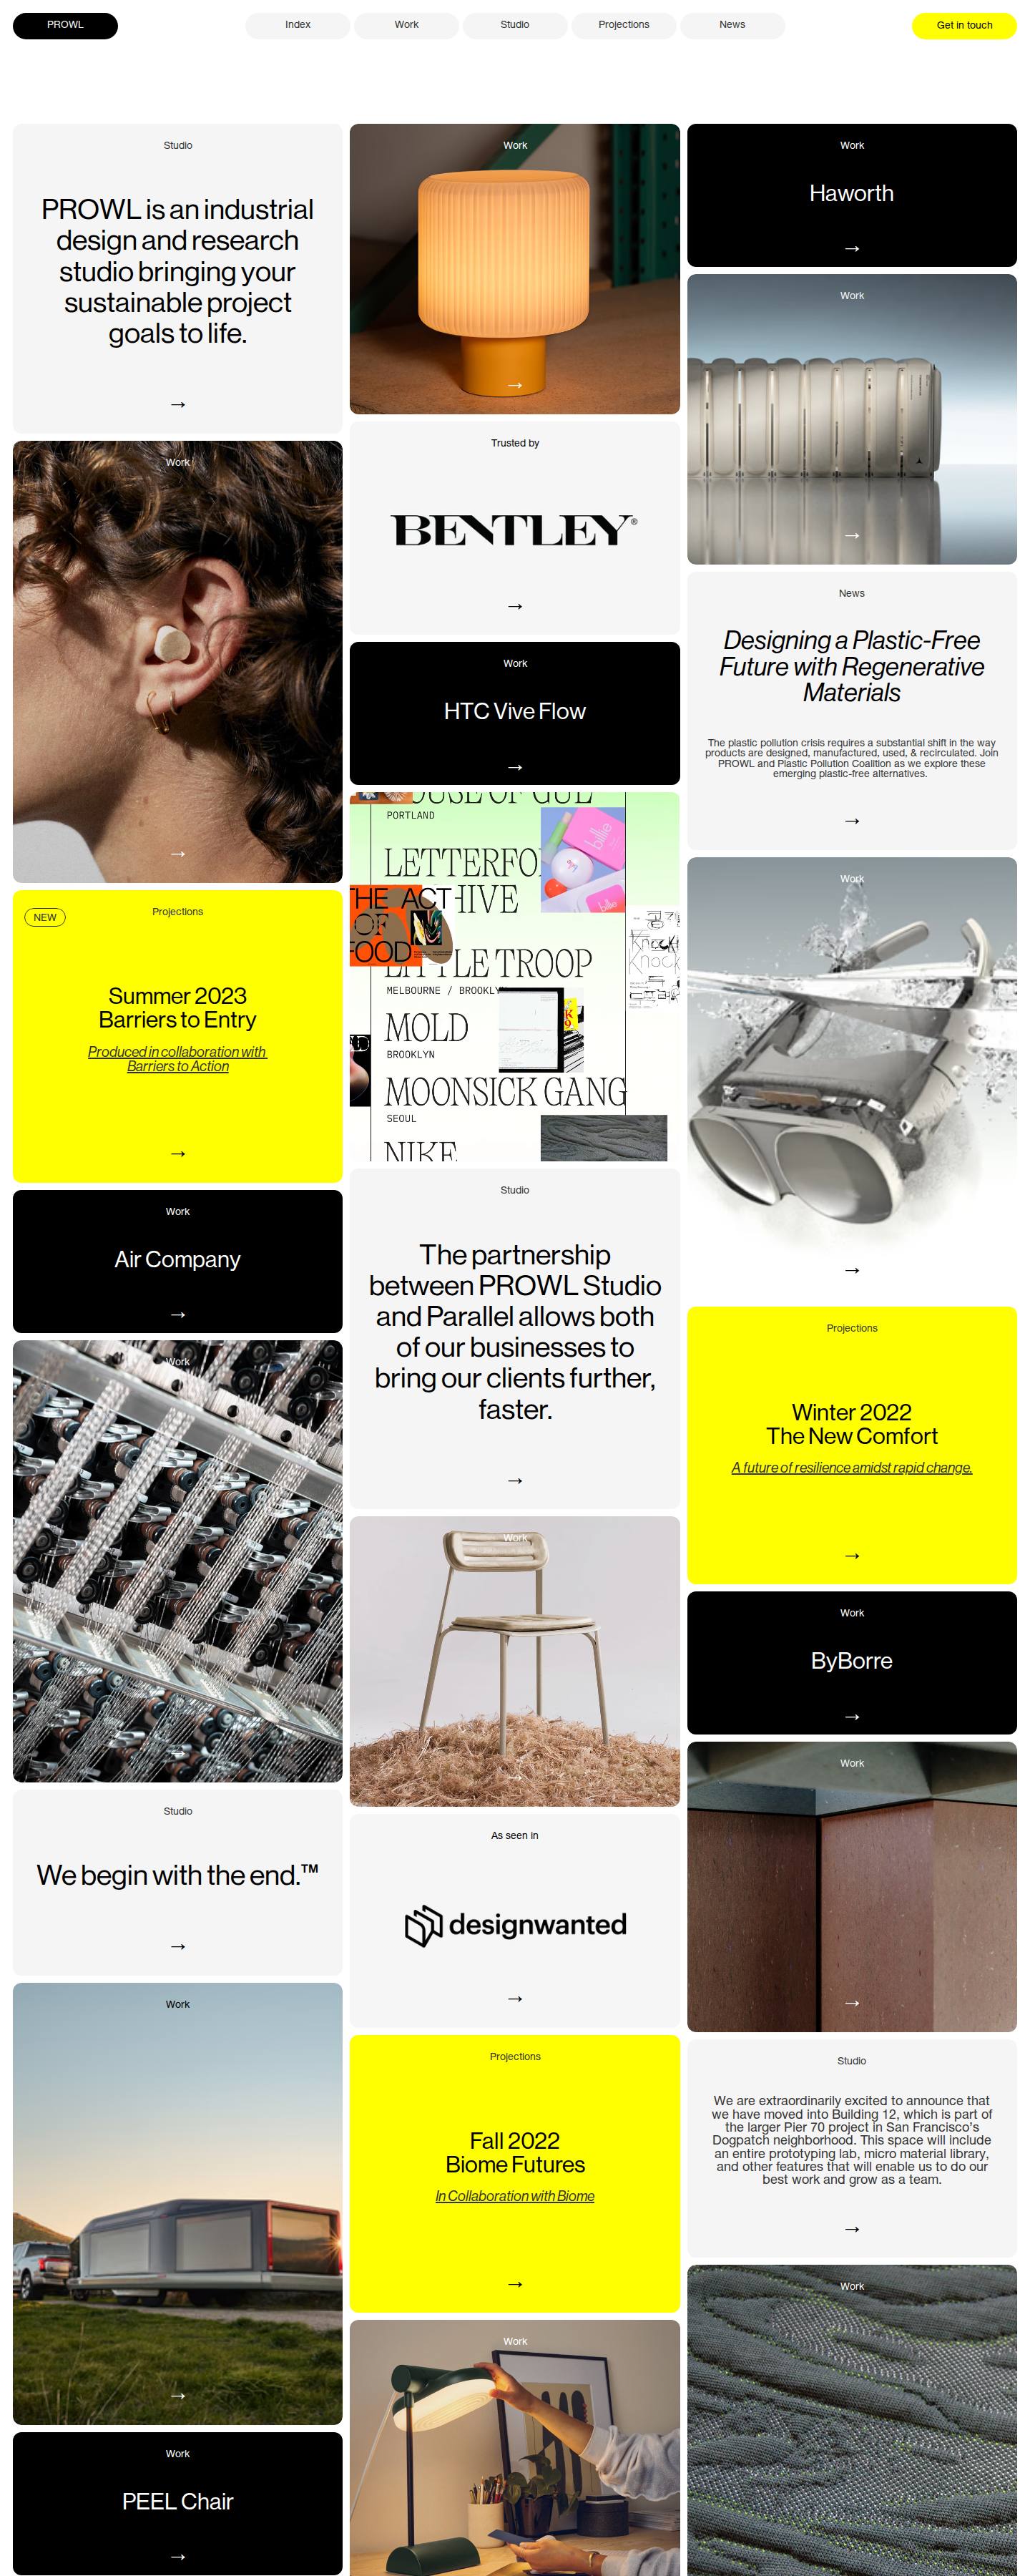 PROWL
Index
Work
Studio
Projections
News
Get in touch
Studio
PROWL is an industrial
design and research
studio bringing your
sustainable project
goals to life.
→
Work
→
NEW
Projections
Summer 2023
Barriers to Entry
Produced in collaboration with
Barriers to Action
→
Work
Air Company
→
Work
Studio
We begin with the end.™
→
Work
→
Work
PEEL Chair
→
Work
→
Trusted by
BENTLEY®
→
Work
HTC Vive Flow
→
PORTLAND
billie
THE ACT
OF
FOOD
TROOP
MELBOURNE /
MOLD
BROOKLYN
MOONSICK GANG
SEOUL
NIKE
Studio
The partnership
between PROWL Studio
and Parallel allows both
of our businesses to
bring our clients further,
faster.
→
Work
→
As seen in
designwanted
→
Projections
Fall 2022
Biome Futures
In Collaboration with Biome
→
Work
Work
Haworth
→
Work
→
News
Designing a Plastic-Free
Future with Regenerative
Materials
The plastic pollution crisis requires a substantial shift in the way
products are designed, manufactured, used, & recirculated. Join
PROWL and Plastic Pollution Coalition as we explore these
emerging plastic-free alternatives.
→
Work
→
Projections
Winter 2022
The New Comfort
A future of resilience amidst rapid change.
→
Work
ByBorre
→
Work
→
Studio
We are extraordinarily excited to announce that
we have moved into Building 12, which is part of
the larger Pier 70 project in San Francisco's
Dogpatch neighborhood. This space will include
an entire prototyping lab, micro material library,
and other features that will enable us to do our
best work and grow as a team.
→
Work